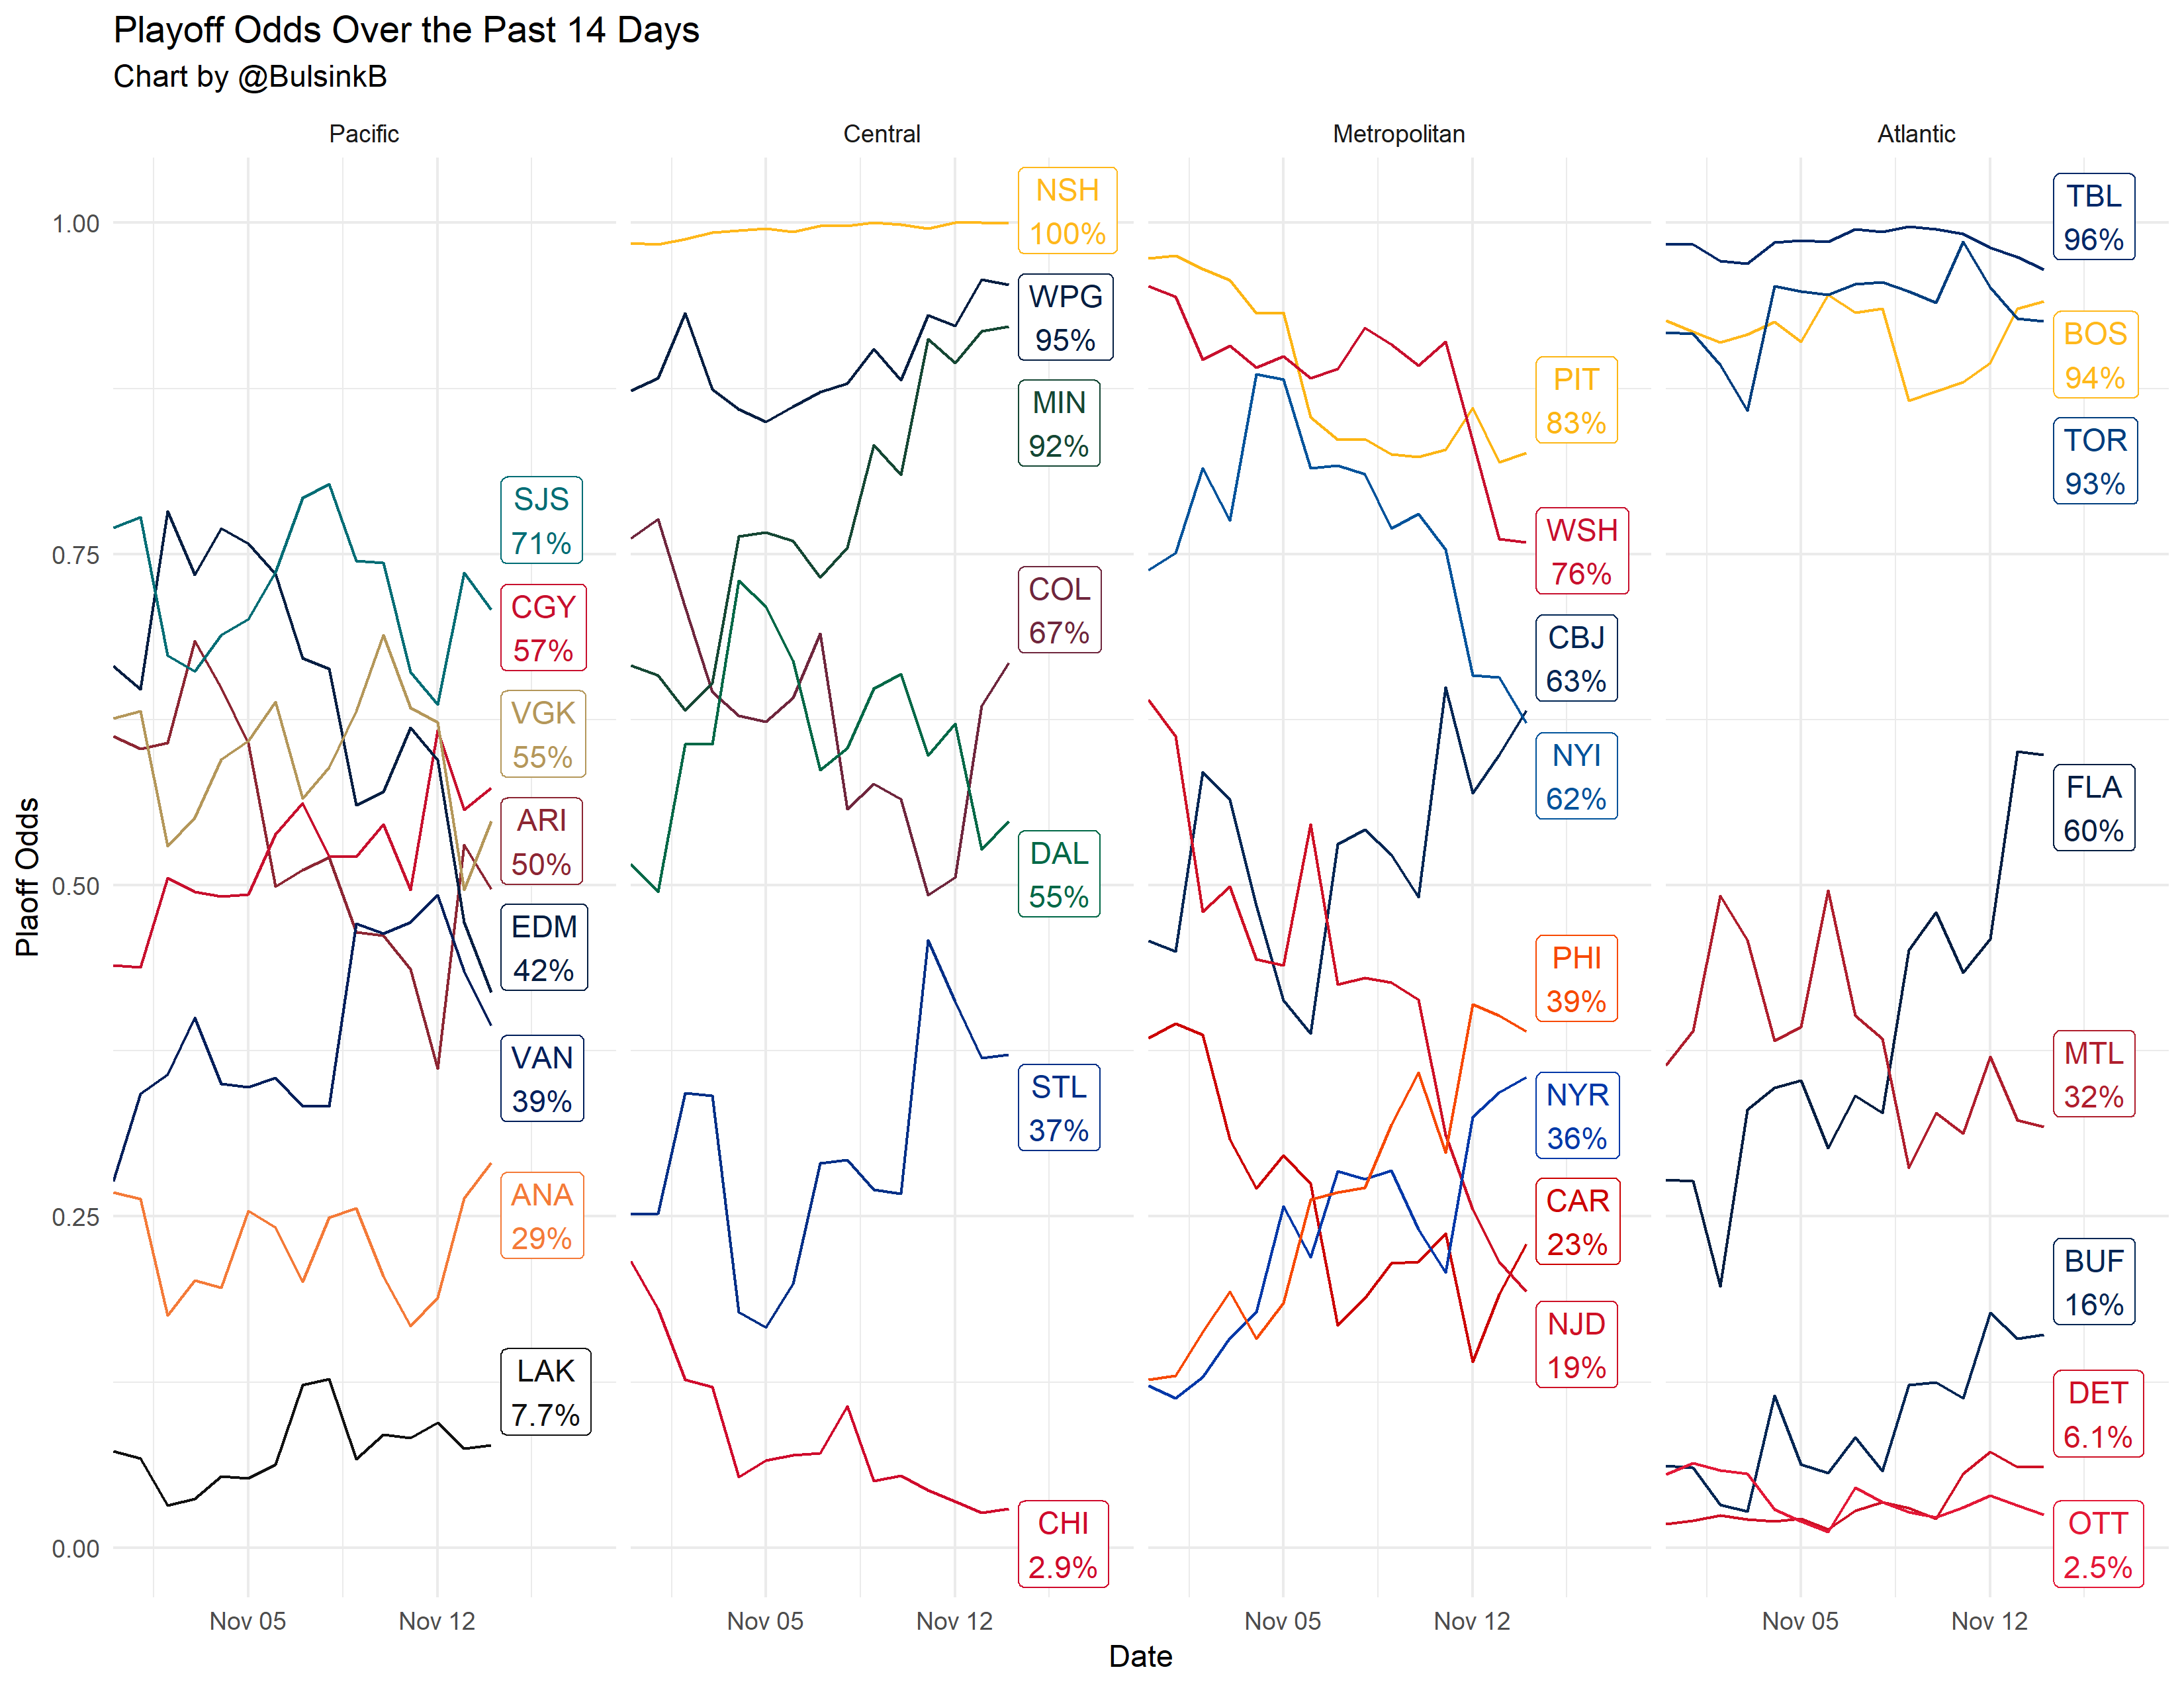 Playoff Odds Over the Past 14 Days
Chart by @BulsinkB
Pacific
Central
Metropolitan
Atlantic
Plaoff Odds
1.00
0.75
0.50
0.25
0.00
SJS
71%
CGY
57%
VGK
55%
ARI
50%
EDM
42%
VAN
39%
ANA
29%
LAK
7.7%
NSH
100%
WPG
95%
MIN
92%
COL
67%
DAL
55%
STL
37%
CHI
2.9%
PIT
83%
WSH
76%
CBJ
63%
NYI
62%
PHI
39%
NYR
36%
CAR
23%
NJD
19%
TBL
96%
BOS
94%
TOR
93%
FLA
60%
MTL
32%
BUF
16%
DET
6.1%
OTT
2.5%
Nov 05
Nov 12
Nov 05
Nov 12
Nov 05
Nov 12
Nov 05
Nov 12
Date